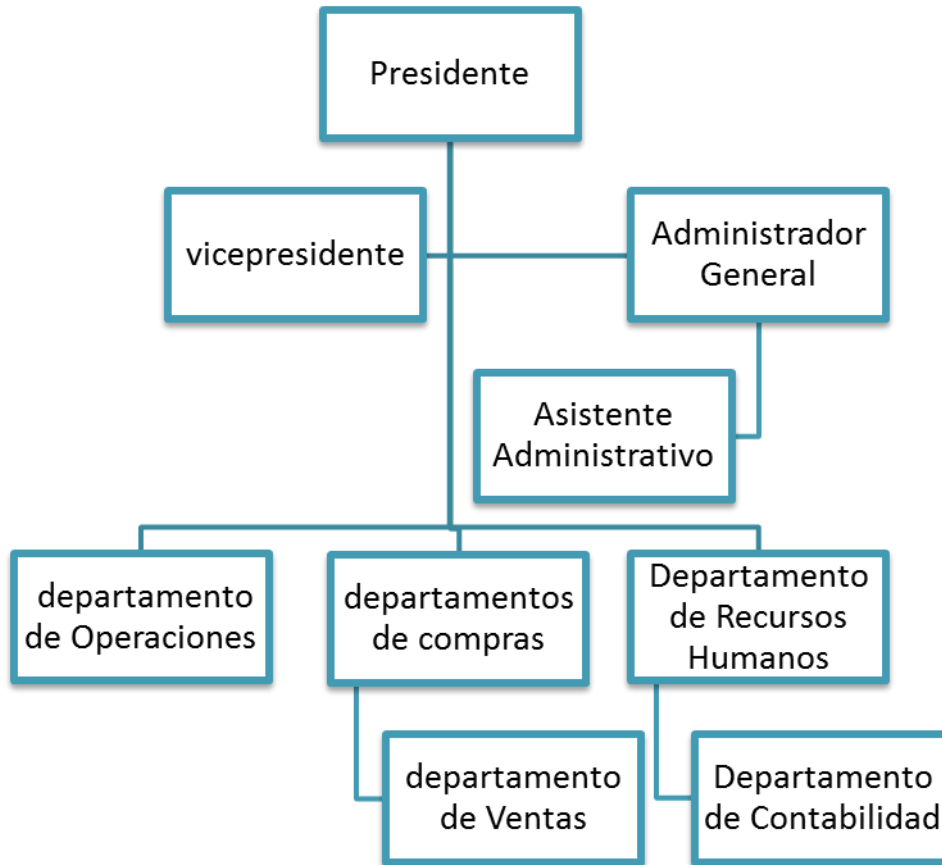 Presidente
vicepresidente
Administrador
General
Asistente
Administrativo
departamento
de Operaciones
departamentos
de compras
Departamento
de Recursos
Humanos
departamento
de Ventas
Departamento
de Contabilidad